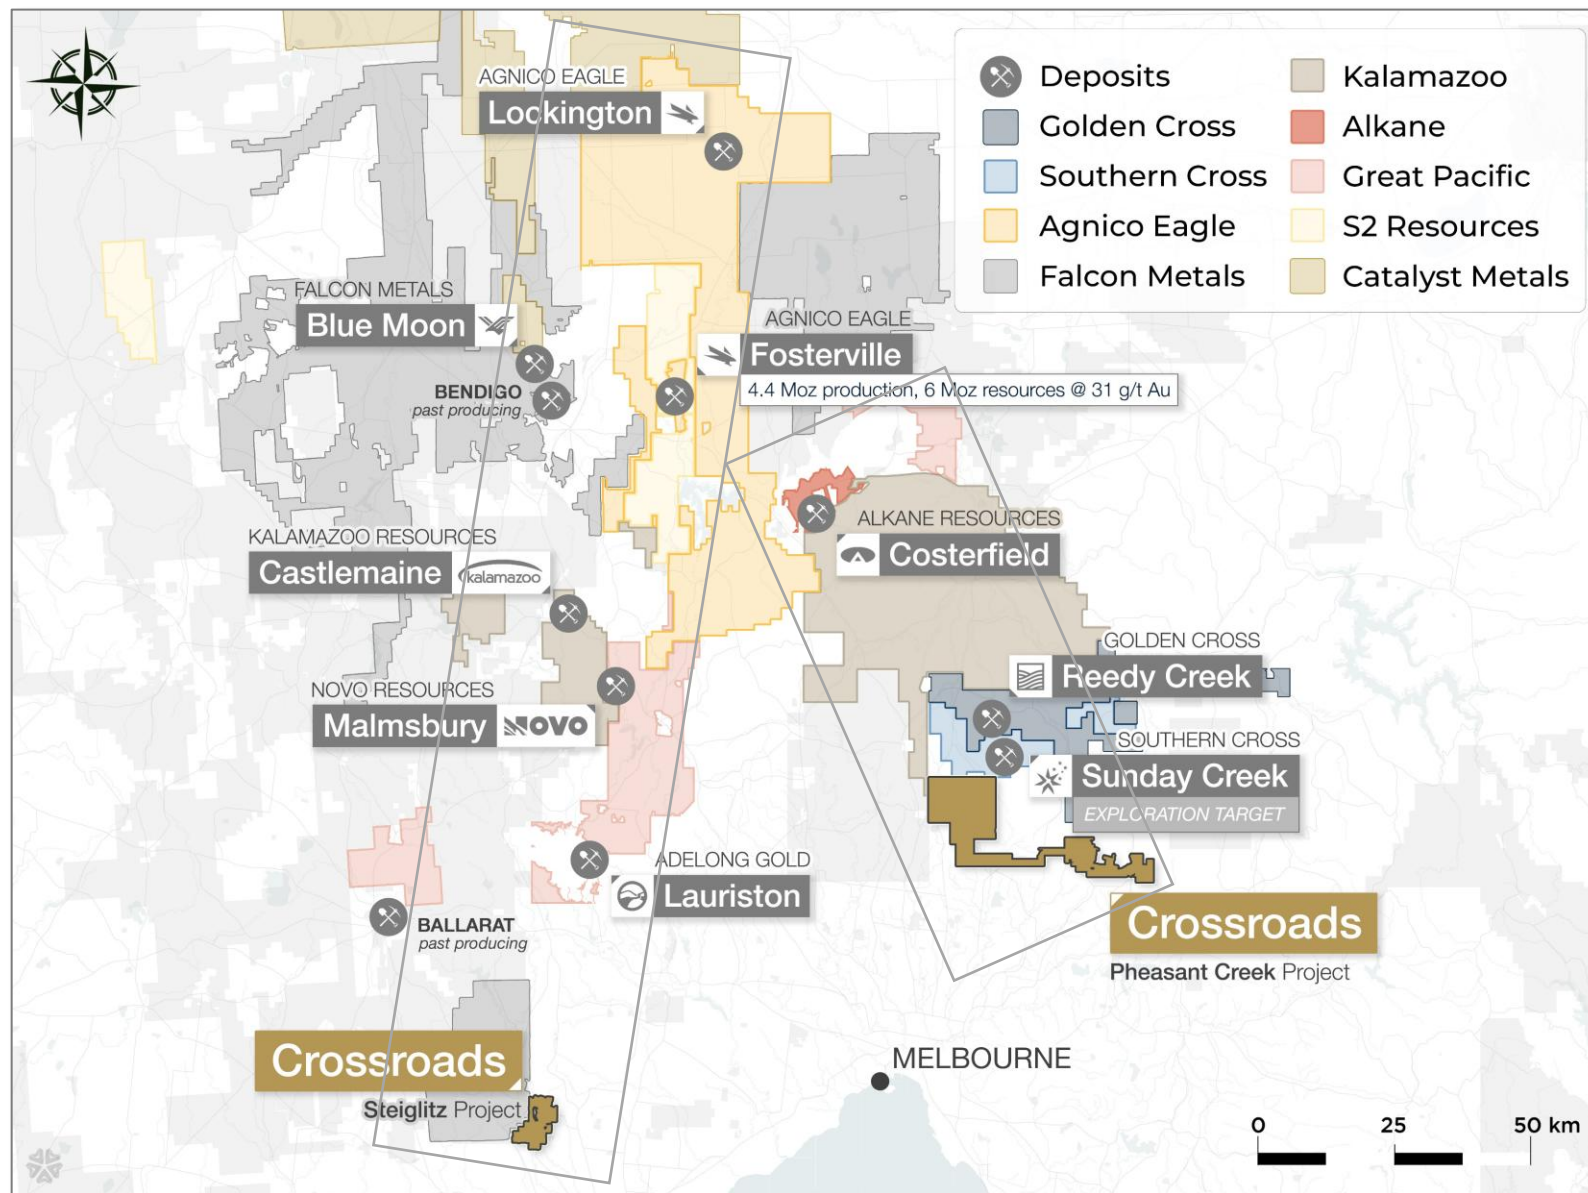 AGNICO EAGLE
Lockington
Deposits
Golden Cross
Southern Cross
Agnico Eagle
Falcon Metals
Kalamazoo
Alkane
Great Pacific
S2 Resources
Catalyst Metals
FALCON METALS
Blue Moon
AGNICO EAGLE
Fosterville
4.4 Moz production, 6 Moz resources @ 31 g/t Au
BENDIGO
past producing
KALAMAZOO RESOURCES
Castlemaine
kalamazoo
ALKANE RESOURCES
Costerfield
GOLDEN CROSS
Reedy Creek
NOVO RESOURCES
Malmsbury
NOVO
SOUTHERN CROSS
Sunday Creek
EXPLORATION TARGET
ADELONG GOLD
Lauriston
BALLARAT
past producing
Crossroads
Pheasant Creek Project
Crossroads
Steiglitz Project
MELBOURNE
0 25 50 km